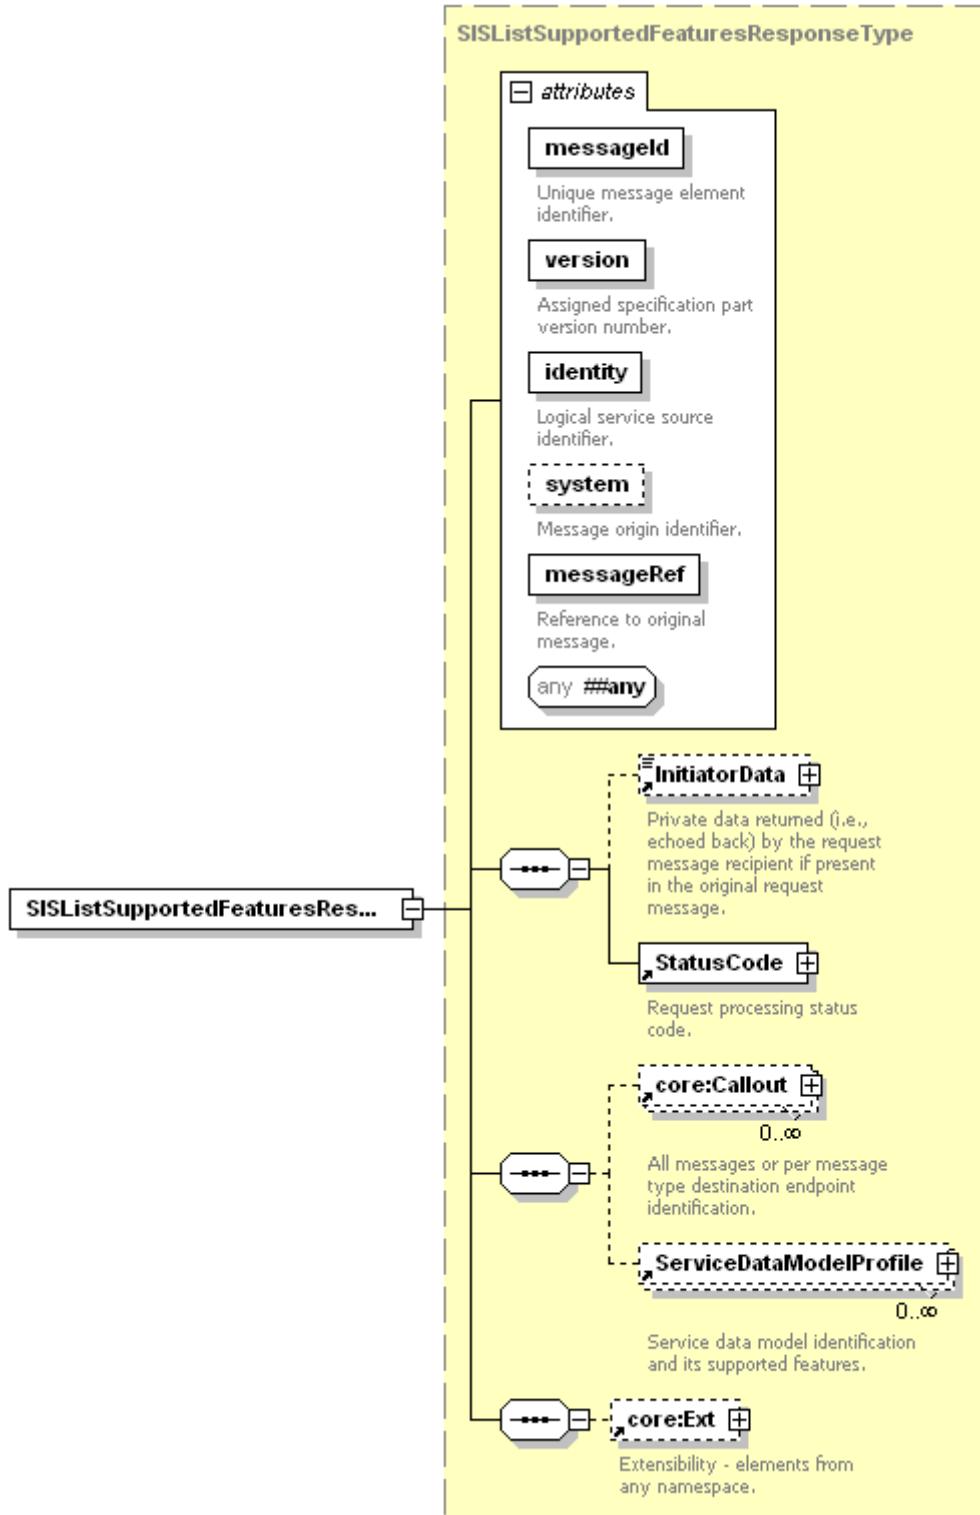 SISListSupportedFeaturesResponseType
attributes
messageId
Unique message element
identifier.
version
Assigned specification part
version number.
identity
Logical service source
identifier.
system
Message origin identifier.
messageRef
Reference to original
message.
any ##any
InitiatorData
Private data returned (i.e.,
echoed back) by the request
message recipient if present
in the original request
message.
SISListSupportedFeaturesRes...
StatusCode
Request processing status
code.
core:Callout
0..∞
All messages or per message
type destination endpoint
identification.
ServiceDataModelProfile
0..∞
Service data model identification
and its supported features.
core:Ext
Extensibility - elements from
any namespace.